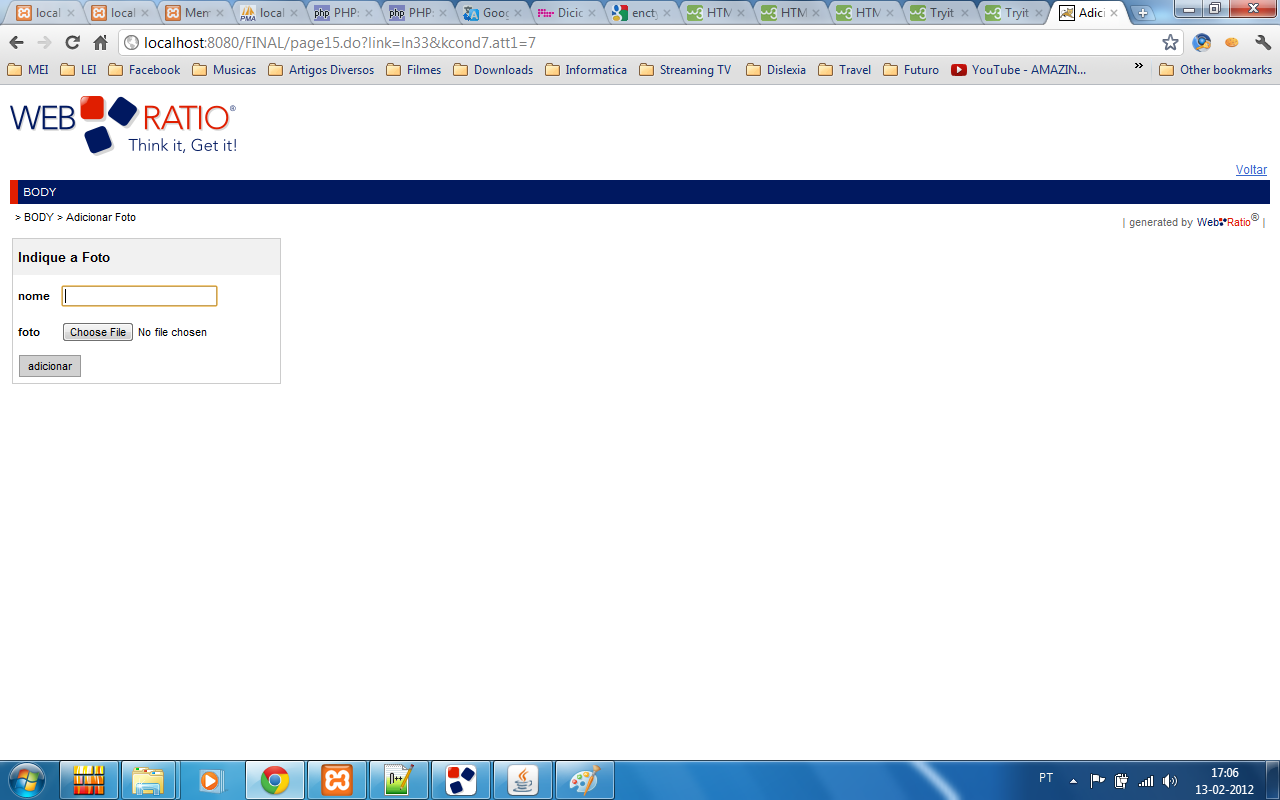 local local Mem local PHP: PHP: Goog Dicio encty HTM HTM HTM Tryit Tryit Adici
localhost:8080/FINAL/page15.do?link=ln33&kcond7.att1=7
MEI LEI Facebook Musicas Artigos Diversos Filmes Downloads Informatica Streaming TV Dislexia Travel Futuro YouTube - AMAZIN... » Other bookmarks
WEB RATIO®
Think it, Get it!
Voltar
BODY
> BODY > Adicionar Foto
| generated by WebRatio® |
Indique a Foto
nome
foto Choose File No file chosen
adicionar
PT 17:06
13-02-2012